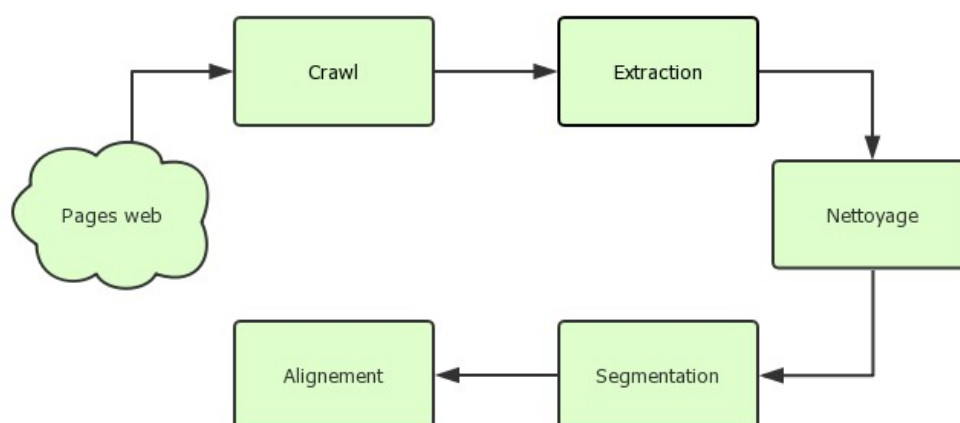 Crawl
Extraction
Pages web
Nettoyage
Segmentation
Alignement